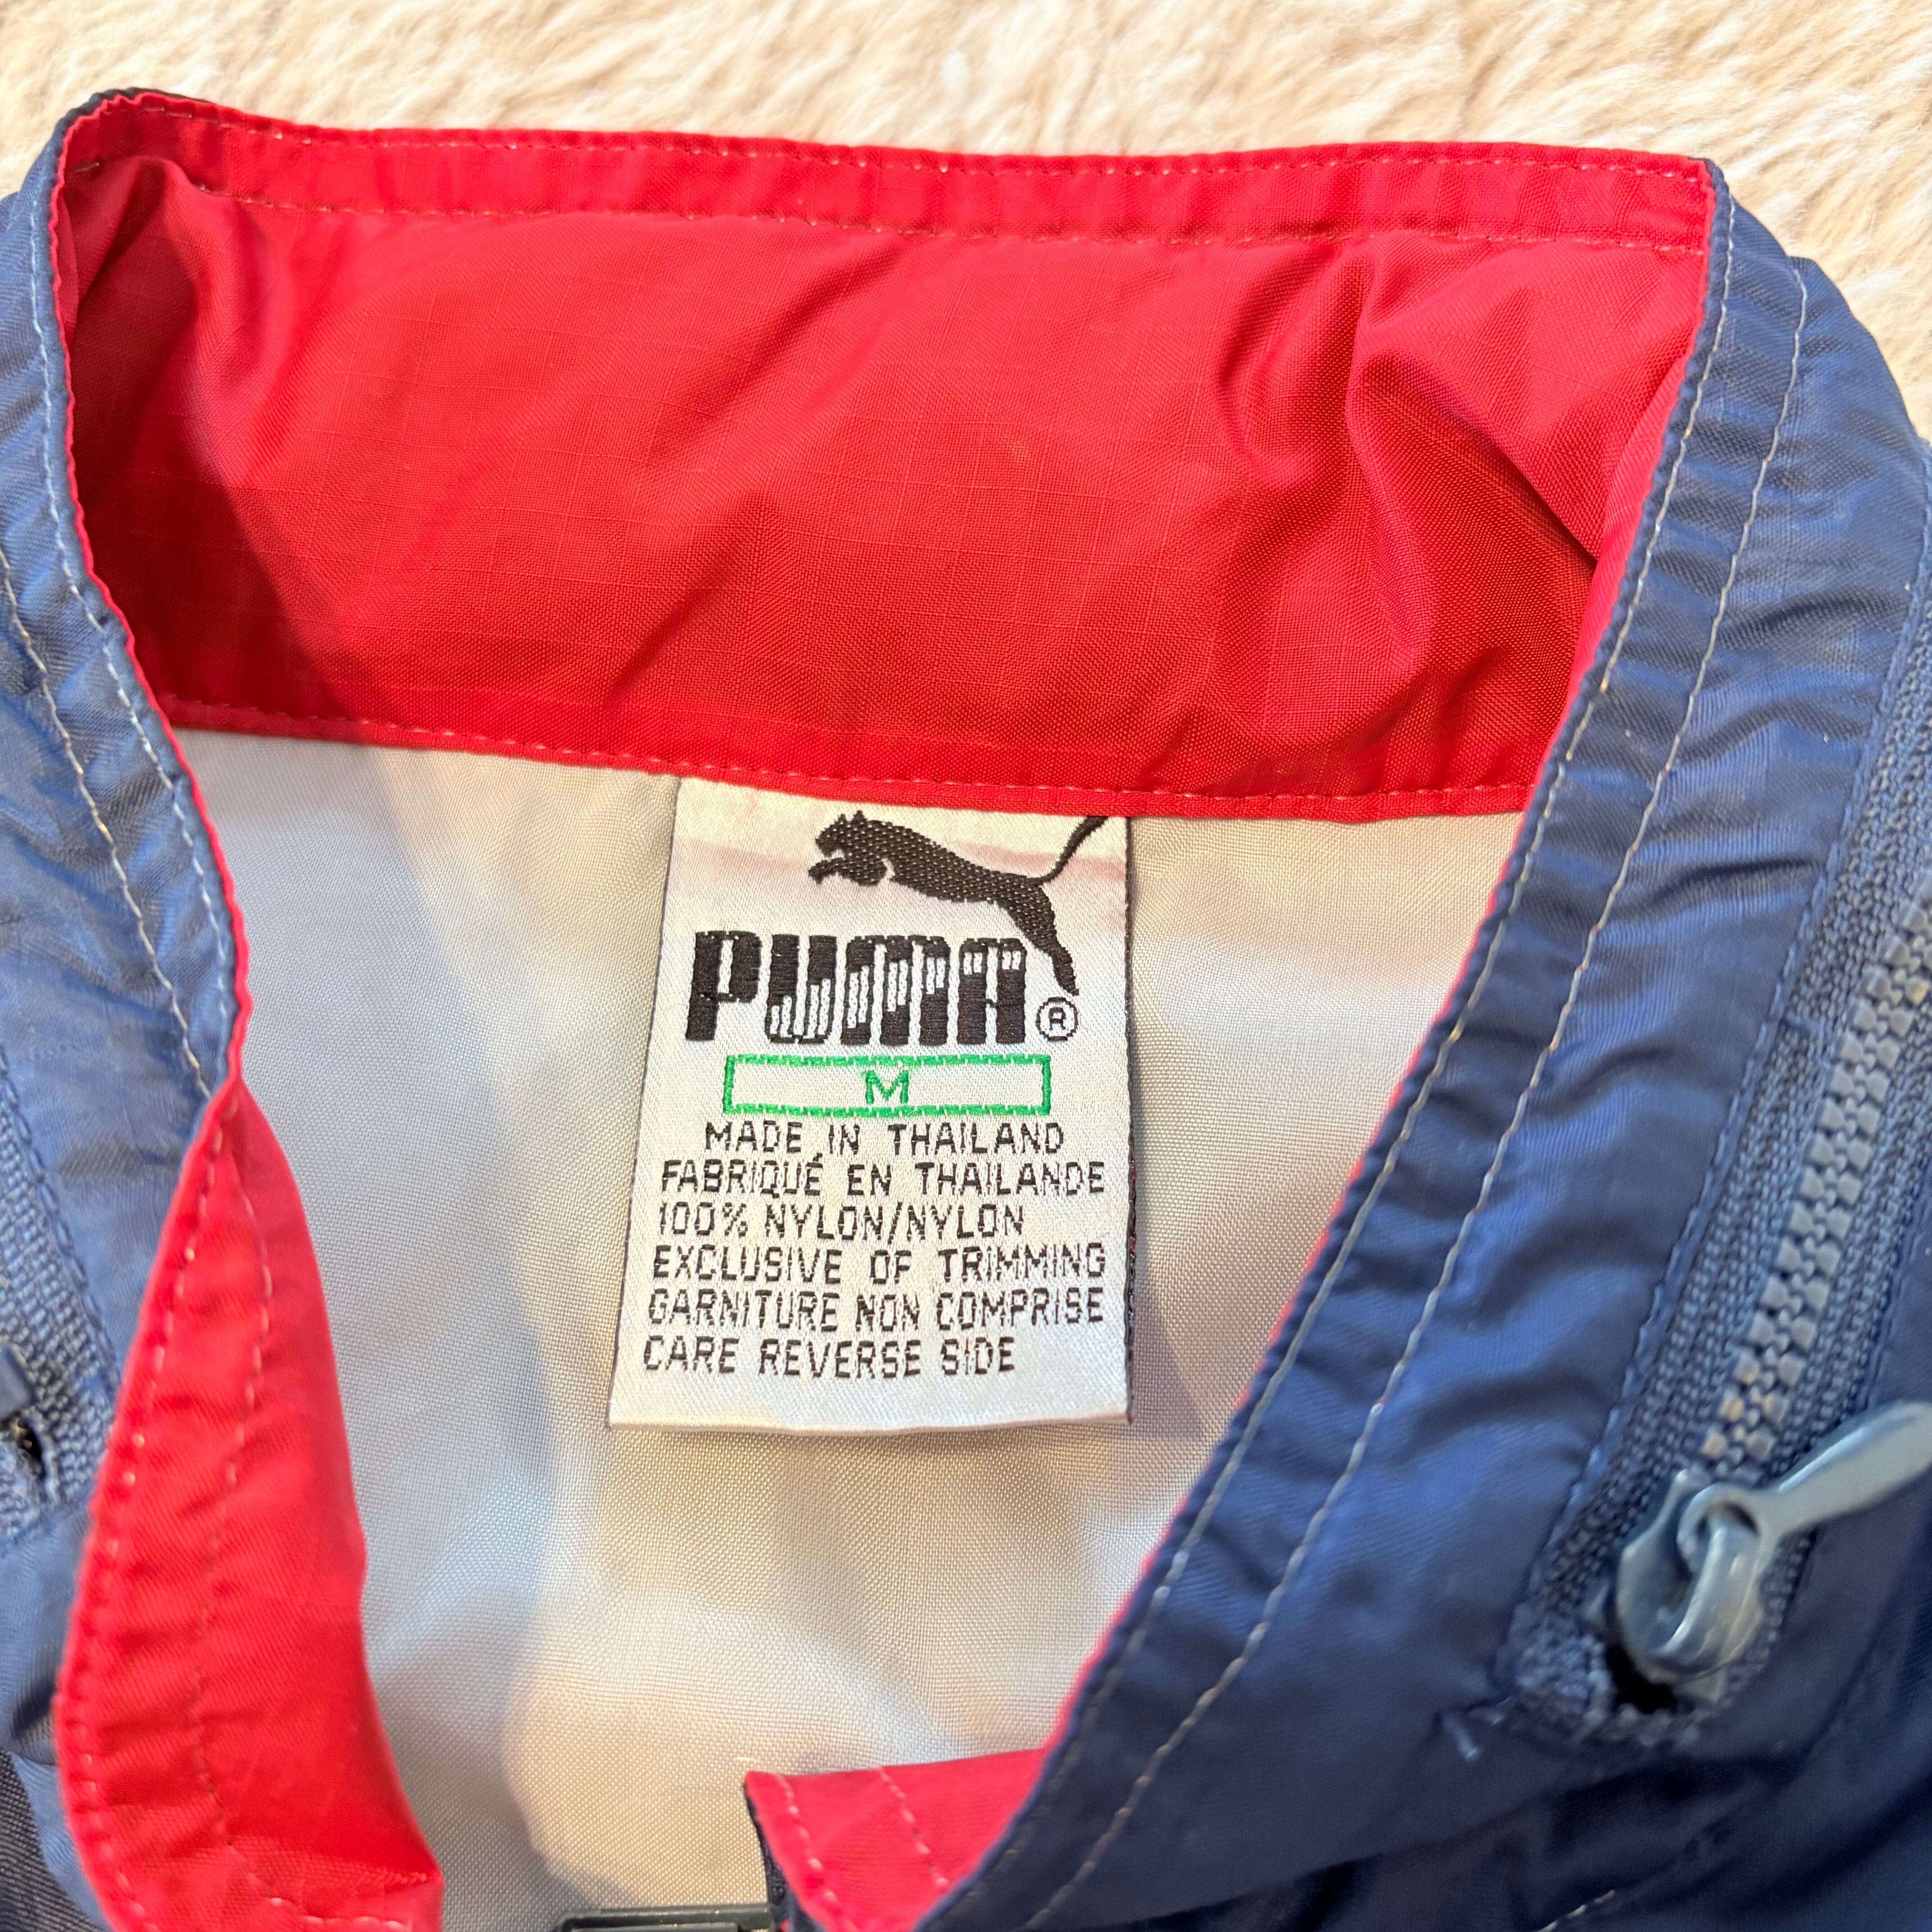 PUMA®
M
MADE IN THAILAND
FABRIQUÉ EN THAILANDE
100% NYLON/NYLON
EXCLUSIVE OF TRIMMING
GARNITURE NON COMPRISE
CARE REVERSE SIDE